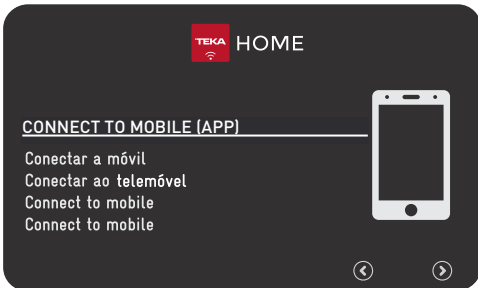 TEKA HOME
CONNECT TO MOBILE (APP)
Conectar a móvil
Conectar ao telemóvel
Connect to mobile
Connect to mobile